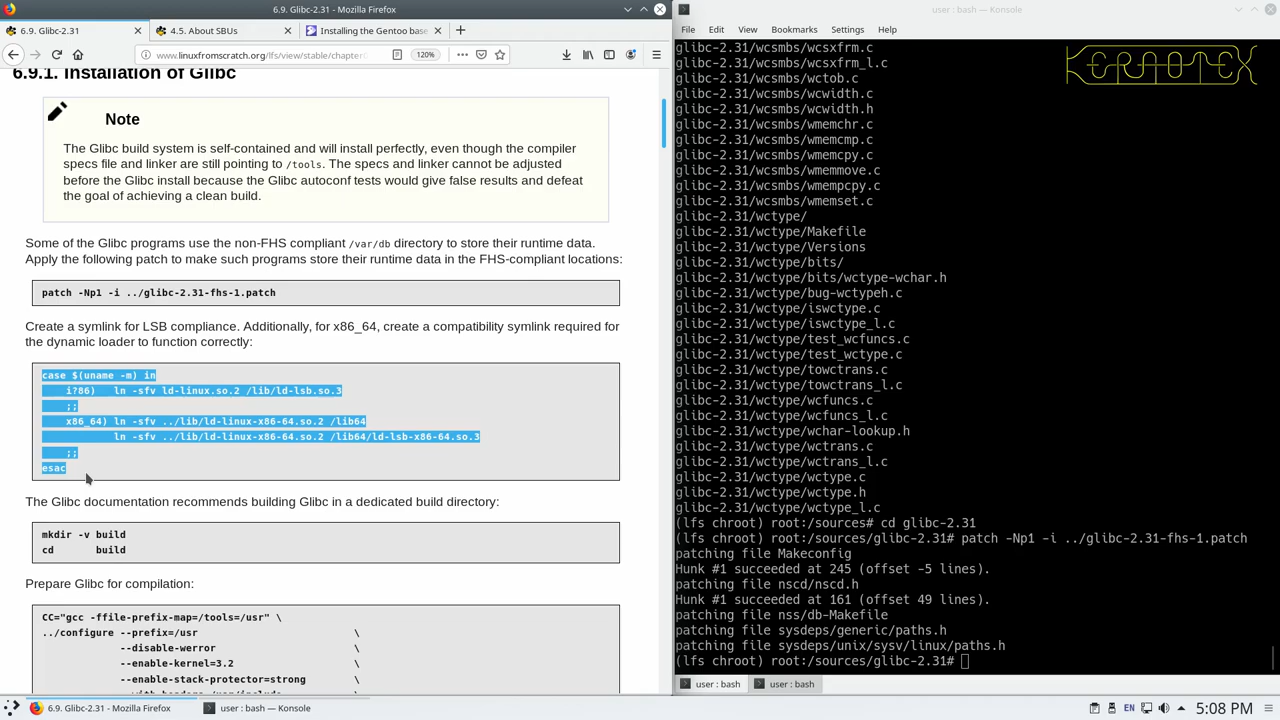 6.9. Glibc-2.31 - Mozilla Firefox
6.9. Glibc-2.31
4.5. About SBUs
Installing the Gentoo base
www.linuxfromscratch.org/lfs/view/stable/chapter
120%
6.9.1. Installation of Glibc
Note
The Glibc build system is self-contained and will install perfectly, even though the compiler
specs file and linker are still pointing to /tools. The specs and linker cannot be adjusted
before the Glibc install because the Glibc autoconf tests would give false results and defeat
the goal of achieving a clean build.
Some of the Glibc programs use the non-FHS compliant /var/db directory to store their runtime data.
Apply the following patch to make such programs store their runtime data in the FHS-compliant locations:
patch -Np1 -i ../glibc-2.31-fhs-1.patch
Create a symlink for LSB compliance. Additionally, for x86_64, create a compatibility symlink required for
the dynamic loader to function correctly:
case $(uname -m) in
i?86) ln -sfv ld-linux.so.2 /lib/ld-lsb.so.3
;;
x86_64) ln -sfv ../lib/ld-linux-x86-64.so.2 /lib64
ln -sfv ../lib/ld-linux-x86-64.so.2 /lib64/ld-lsb-x86-64.so.3
;;
esac
The Glibc documentation recommends building Glibc in a dedicated build directory:
mkdir -v build
cd build
Prepare Glibc for compilation:
CC="gcc -ffile-prefix-map=/tools=/usr" \
../configure --prefix=/usr \
--disable-werror \
--enable-kernel=3.2 \
--enable-stack-protector=strong \
--with-headers=/usr/include \
user : bash — Konsole
File Edit View Bookmarks Settings Help
KERNOTEX
glibc-2.31/wcsmbs/wcsxfrm.c
glibc-2.31/wcsmbs/wcsxfrm_l.c
glibc-2.31/wcsmbs/wctob.c
glibc-2.31/wcsmbs/wcwidth.c
glibc-2.31/wcsmbs/wcwidth.h
glibc-2.31/wcsmbs/wmemchr.c
glibc-2.31/wcsmbs/wmemcmp.c
glibc-2.31/wcsmbs/wmemcpy.c
glibc-2.31/wcsmbs/wmemmove.c
glibc-2.31/wcsmbs/wmempcpy.c
glibc-2.31/wcsmbs/wmemset.c
glibc-2.31/wctype/
glibc-2.31/wctype/Makefile
glibc-2.31/wctype/Versions
glibc-2.31/wctype/bits/
glibc-2.31/wctype/bits/wctype-wchar.h
glibc-2.31/wctype/bug-wctypeh.c
glibc-2.31/wctype/iswctype.c
glibc-2.31/wctype/iswctype_l.c
glibc-2.31/wctype/test_wcfuncs.c
glibc-2.31/wctype/test_wctype.c
glibc-2.31/wctype/towctrans.c
glibc-2.31/wctype/towctrans_l.c
glibc-2.31/wctype/wcfuncs.c
glibc-2.31/wctype/wcfuncs_l.c
glibc-2.31/wctype/wchar-lookup.h
glibc-2.31/wctype/wctrans.c
glibc-2.31/wctype/wctrans_l.c
glibc-2.31/wctype/wctype.c
glibc-2.31/wctype/wctype.h
glibc-2.31/wctype/wctype_l.c
(lfs chroot) root:/sources# cd glibc-2.31
(lfs chroot) root:/sources/glibc-2.31# patch -Np1 -i ../glibc-2.31-fhs-1.patch
patching file Makeconfig
Hunk #1 succeeded at 245 (offset -5 lines).
patching file nscd/nscd.h
Hunk #1 succeeded at 161 (offset 49 lines).
patching file nss/db-Makefile
patching file sysdeps/generic/paths.h
patching file sysdeps/unix/sysv/linux/paths.h
(lfs chroot) root:/sources/glibc-2.31#
user : bash
user : bash
6.9. Glibc-2.31 - Mozilla Firefox
user : bash — Konsole
EN
5:08 PM